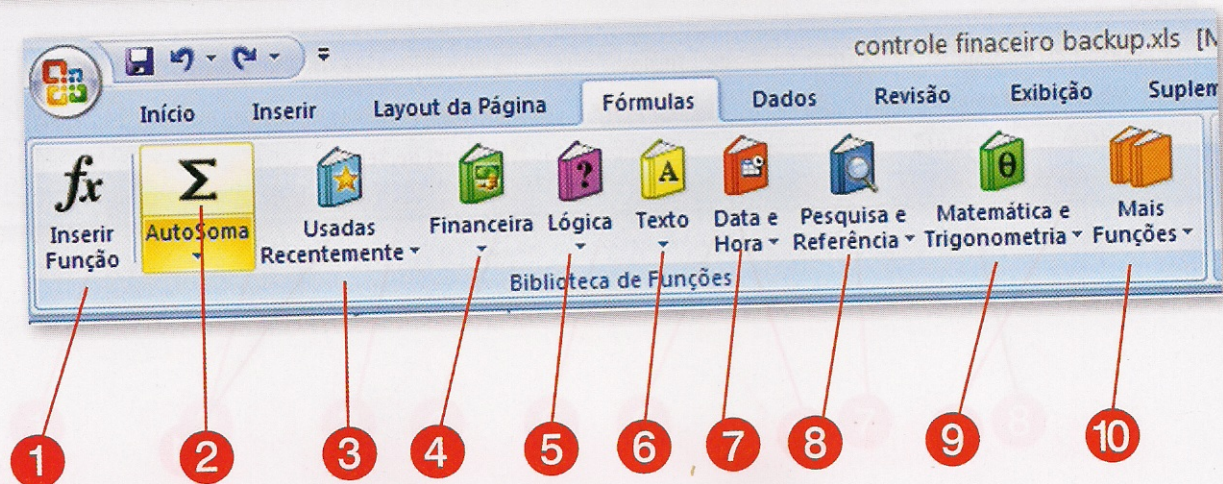 controle finaceiro backup.xls [
Início Inserir Layout da Página Fórmulas Dados Revisão Exibição Suplem
fx Σ ? A θ
Inserir Função
AutoSoma
Usadas Recentemente
Financeira
Lógica
Texto
Data e Hora
Pesquisa e Referência
Matemática e Trigonometria
Mais Funções
Biblioteca de Funções
1 2 3 4 5 6 7 8 9 10